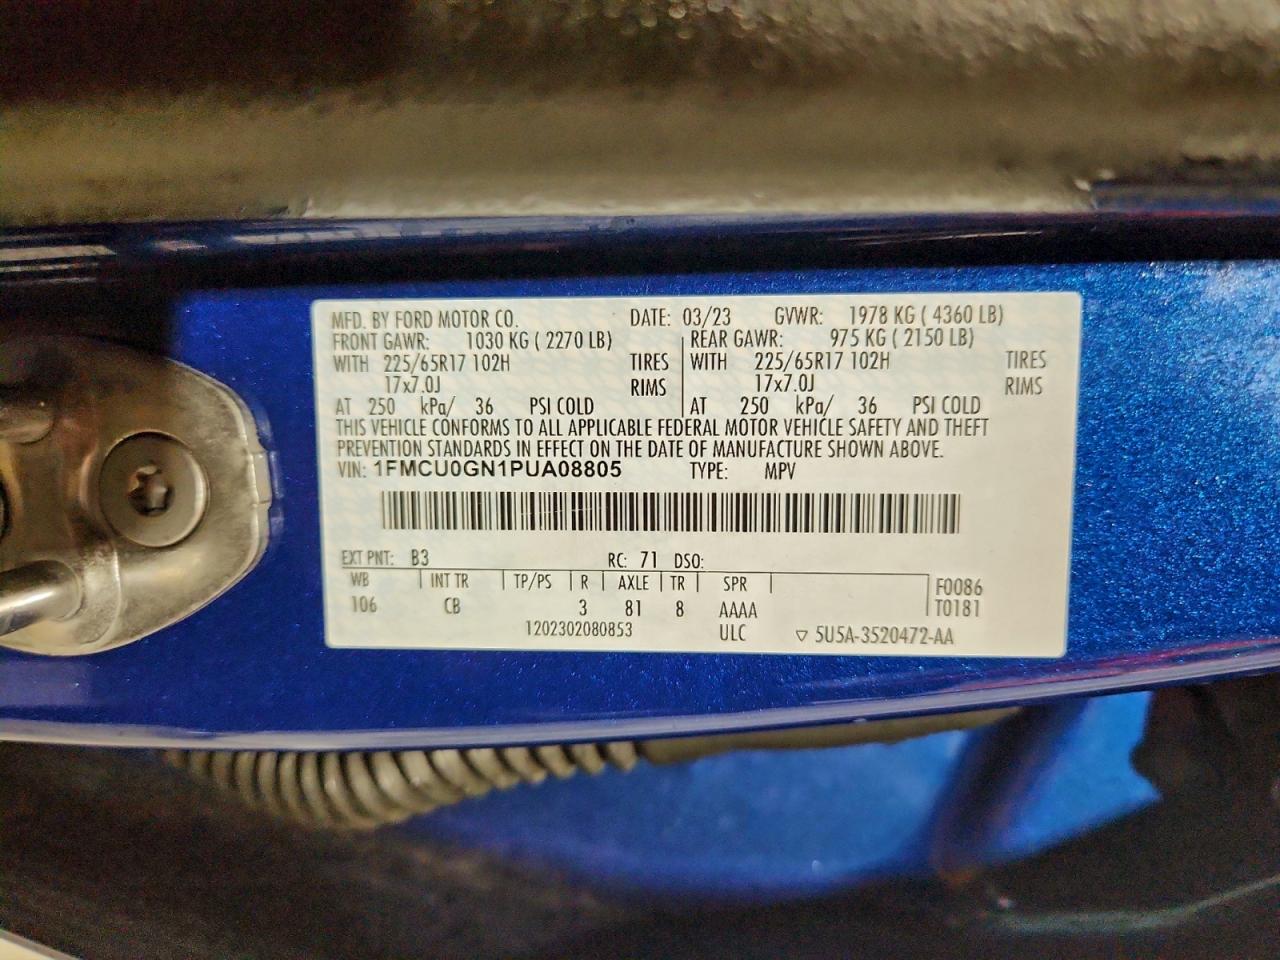 MFD. BY FORD MOTOR CO. DATE: 03/23 GVWR: 1978 KG ( 4360 LB)
FRONT GAWR: 1030 KG ( 2270 LB) REAR GAWR: 975 KG ( 2150 LB)
WITH 225/65R17 102H TIRES WITH 225/65R17 102H TIRES
17x7.0J RIMS 17x7.0J RIMS
AT 250 kPa/ 36 PSI COLD AT 250 kPa/ 36 PSI COLD
THIS VEHICLE CONFORMS TO ALL APPLICABLE FEDERAL MOTOR VEHICLE SAFETY AND THEFT
PREVENTION STANDARDS IN EFFECT ON THE DATE OF MANUFACTURE SHOWN ABOVE.
VIN: 1FMCU0GN1PUA08805 TYPE: MPV
EXT PNT: B3 RC: 71 DSO:
WB INT TR TP/PS R AXLE TR SPR F0086
106 CB 3 81 8 AAAA T0181
1202302080853 ULC ▽ 5U5A-3520472-AA